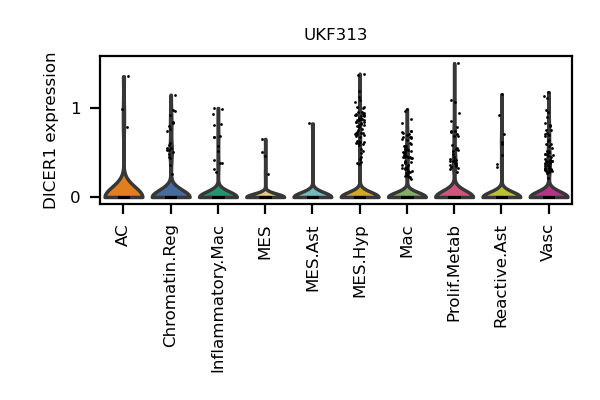 UKF313
DICER1 expression
1
0
AC
Chromatin.Reg
Inflammatory.Mac
MES
MES.Ast
MES.Hyp
Mac
Prolif.Metab
Reactive.Ast
Vasc